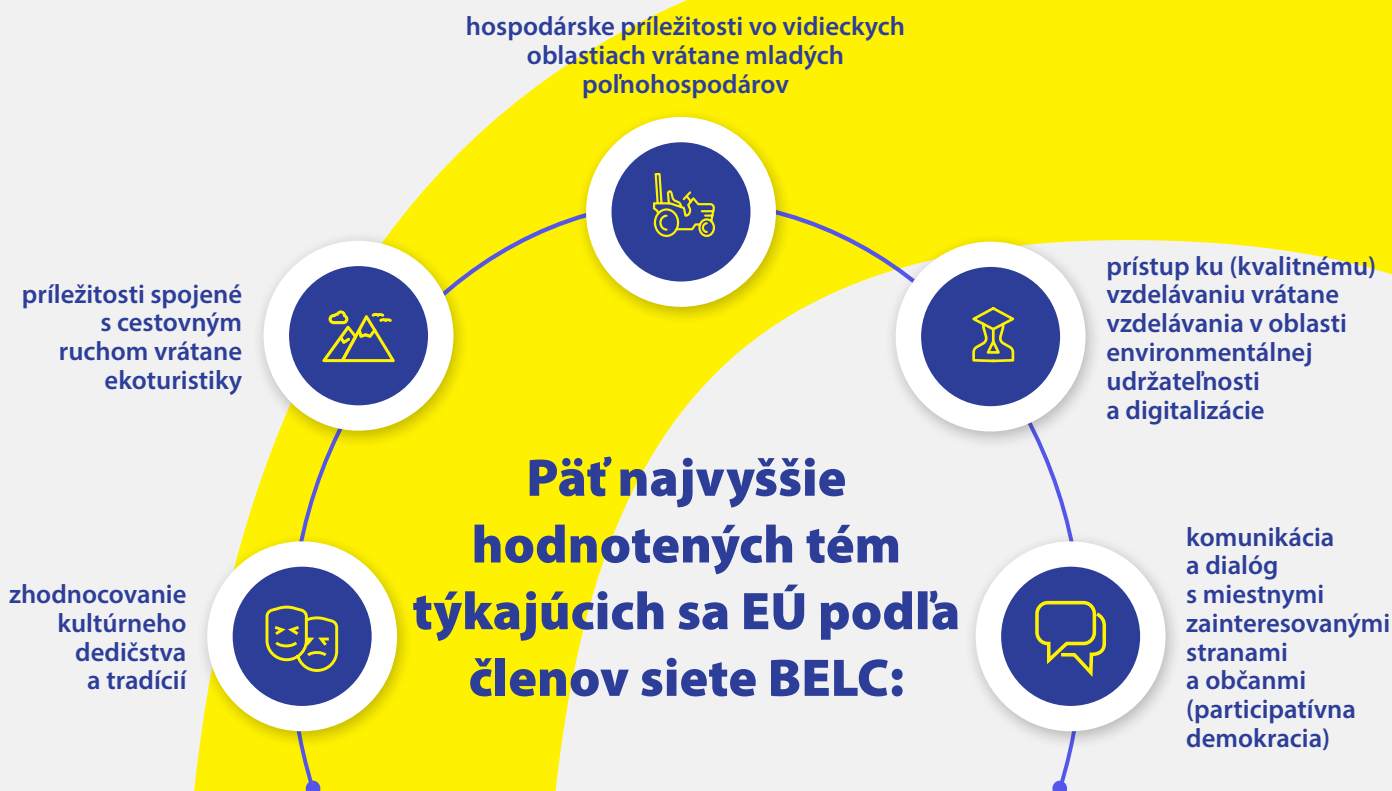 hospodárske príležitosti vo vidieckych
oblastiach vrátane mladých
poľnohospodárov
príležitosti spojené
s cestovným
ruchom vrátane
ekoturistiky
prístup ku (kvalitnému)
vzdelávaniu vrátane
vzdelávania v oblasti
environmentálnej
udržateľnosti
a digitalizácie
Päť najvyššie
hodnotených tém
týkajúcich sa EÚ podľa
členov siete BELC:
zhodnocovanie
kultúrneho
dedičstva
a tradícií
komunikácia
a dialóg
s miestnymi
zainteresovanými
stranami
a občanmi
(participatívna
demokracia)